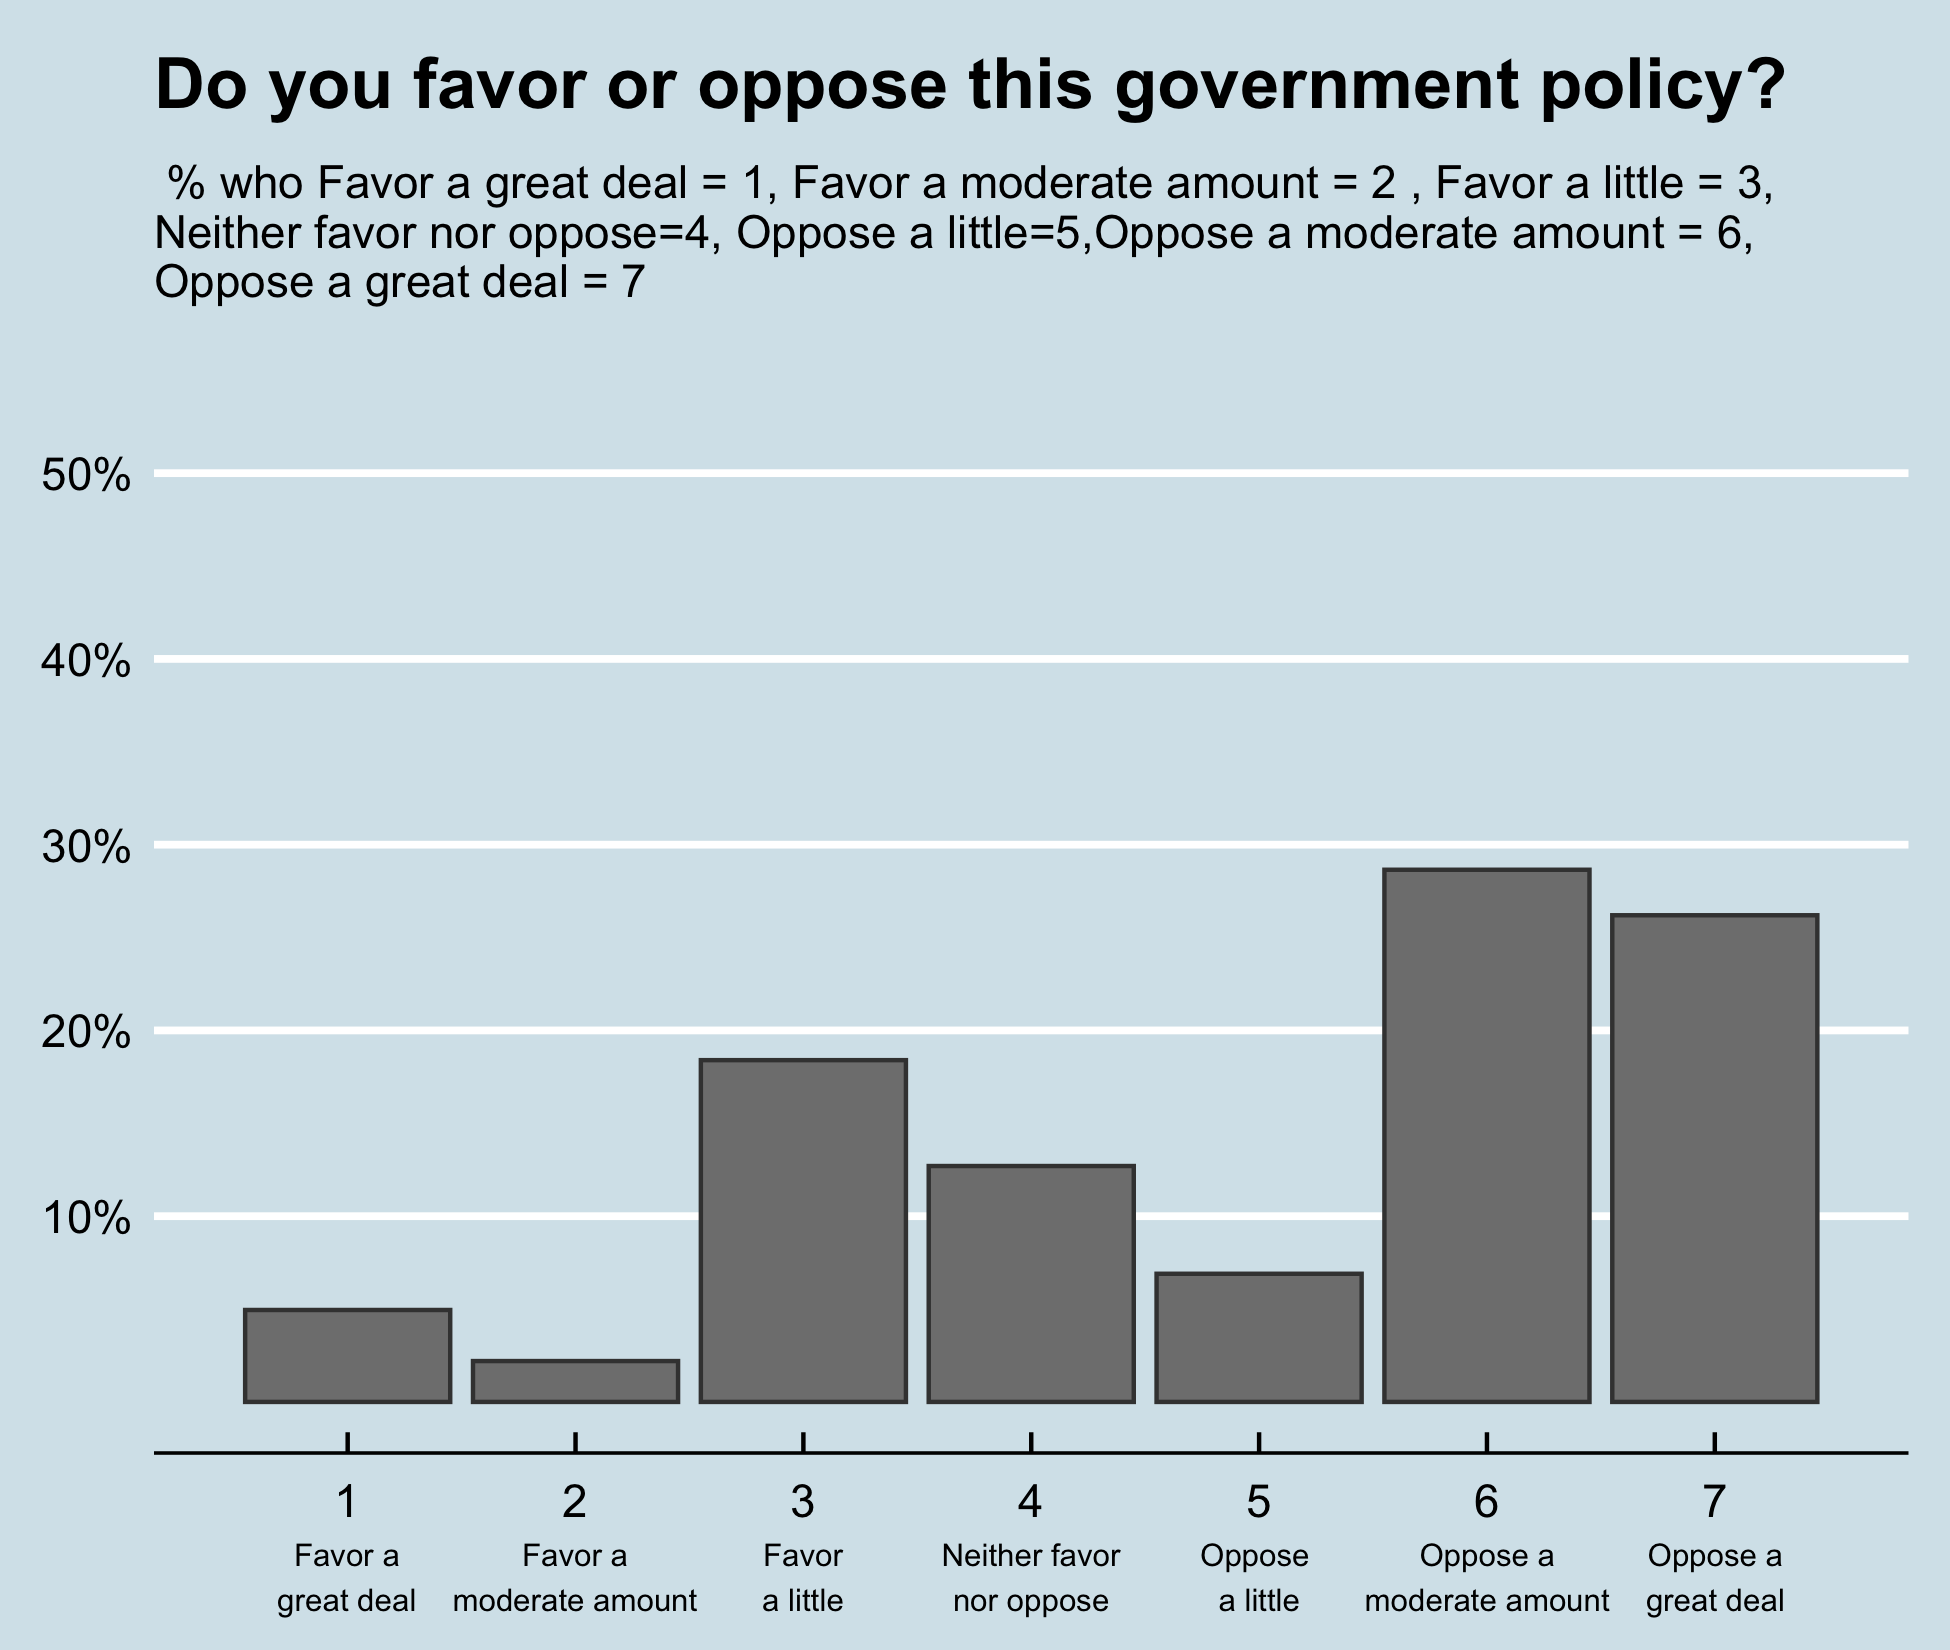 Do you favor or oppose this government policy?
% who Favor a great deal = 1, Favor a moderate amount = 2 , Favor a little = 3,
Neither favor nor oppose=4, Oppose a little=5,Oppose a moderate amount = 6,
Oppose a great deal = 7
50%
40%
30%
20%
10%
1 2 3 4 5 6 7
Favor a Favor a Favor Neither favor Oppose Oppose a Oppose a
great deal moderate amount a little nor oppose a little moderate amount great deal